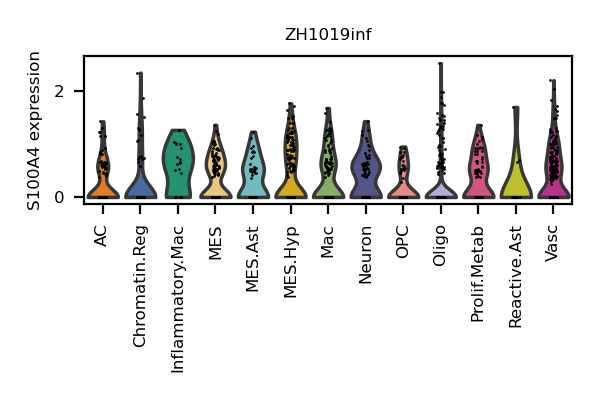 ZH1019inf
S100A4 expression
2
0
AC
Chromatin.Reg
Inflammatory.Mac
MES
MES.Ast
MES.Hyp
Mac
Neuron
OPC
Oligo
Prolif.Metab
Reactive.Ast
Vasc